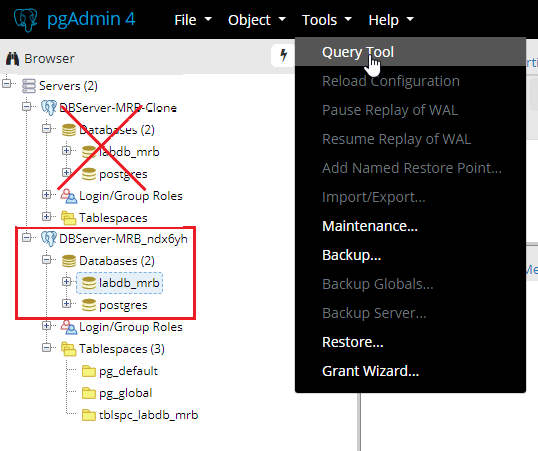 pgAdmin 4
File
Object
Tools
Help
Browser
Servers (2)
DBServer-MRB-Clone
Databases (2)
labdb_mrb
postgres
Login/Group Roles
Tablespaces
DBServer-MRB_ndx6yh
Databases (2)
labdb_mrb
postgres
Login/Group Roles
Tablespaces (3)
pg_default
pg_global
tblspc_labdb_mrb
Query Tool
Reload Configuration
Pause Replay of WAL
Resume Replay of WAL
Add Named Restore Point...
Import/Export...
Maintenance...
Backup...
Backup Globals...
Backup Server...
Restore...
Grant Wizard...